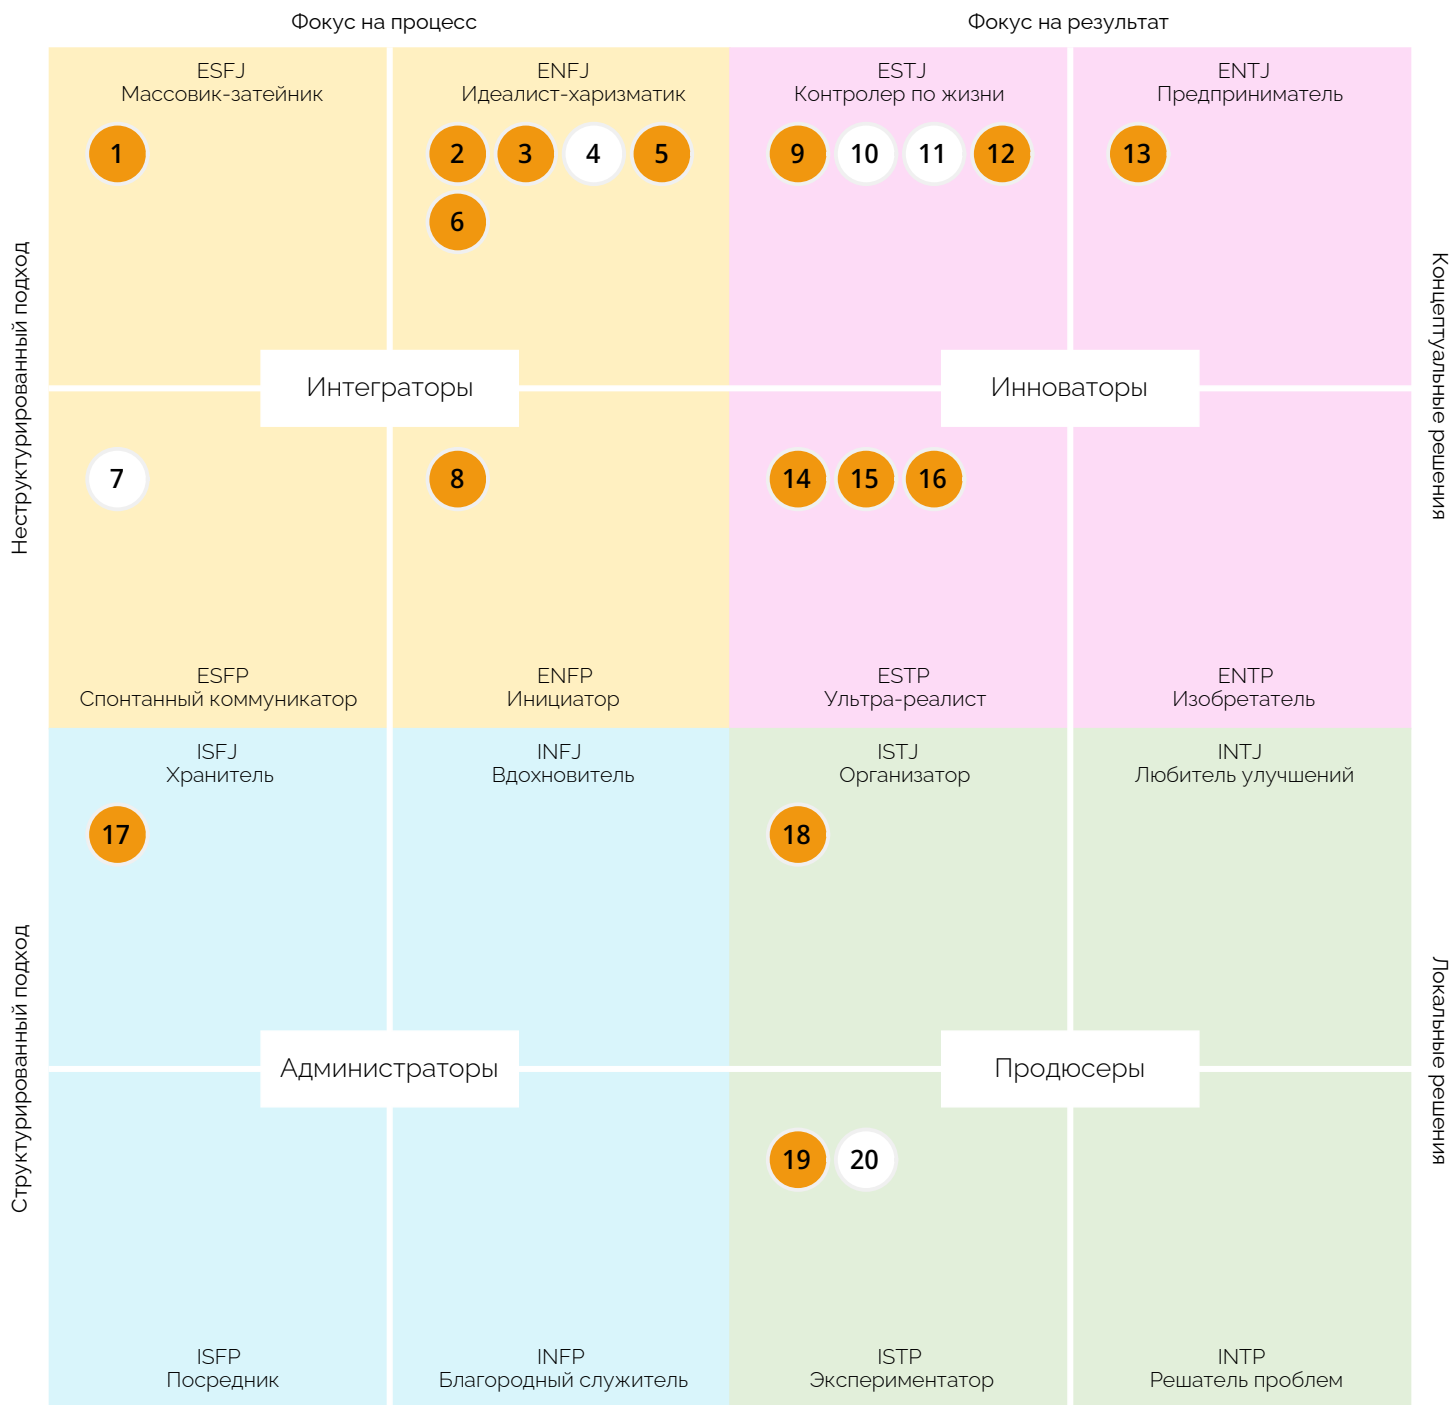 Фокус на процесс
Фокус на результат
Неструктурированный подход
Концептуальные решения
ESFJ
Массовик-затейник
1
ENFJ
Идеалист-харизматик
2 3 4 5
6
ESTJ
Контролер по жизни
9 10 11 12
ENTJ
Предприниматель
13
Интеграторы
Инноваторы
7
ESFP
Спонтанный коммуникатор
8
ENFP
Инициатор
14 15 16
ESTP
Ультра-реалист
ENTP
Изобретатель
Структурированный подход
Локальные решения
ISFJ
Хранитель
17
INFJ
Вдохновитель
ISTJ
Организатор
18
INTJ
Любитель улучшений
Администраторы
Продюсеры
ISFP
Посредник
INFP
Благородный служитель
19 20
ISTP
Экспериментатор
INTP
Решатель проблем